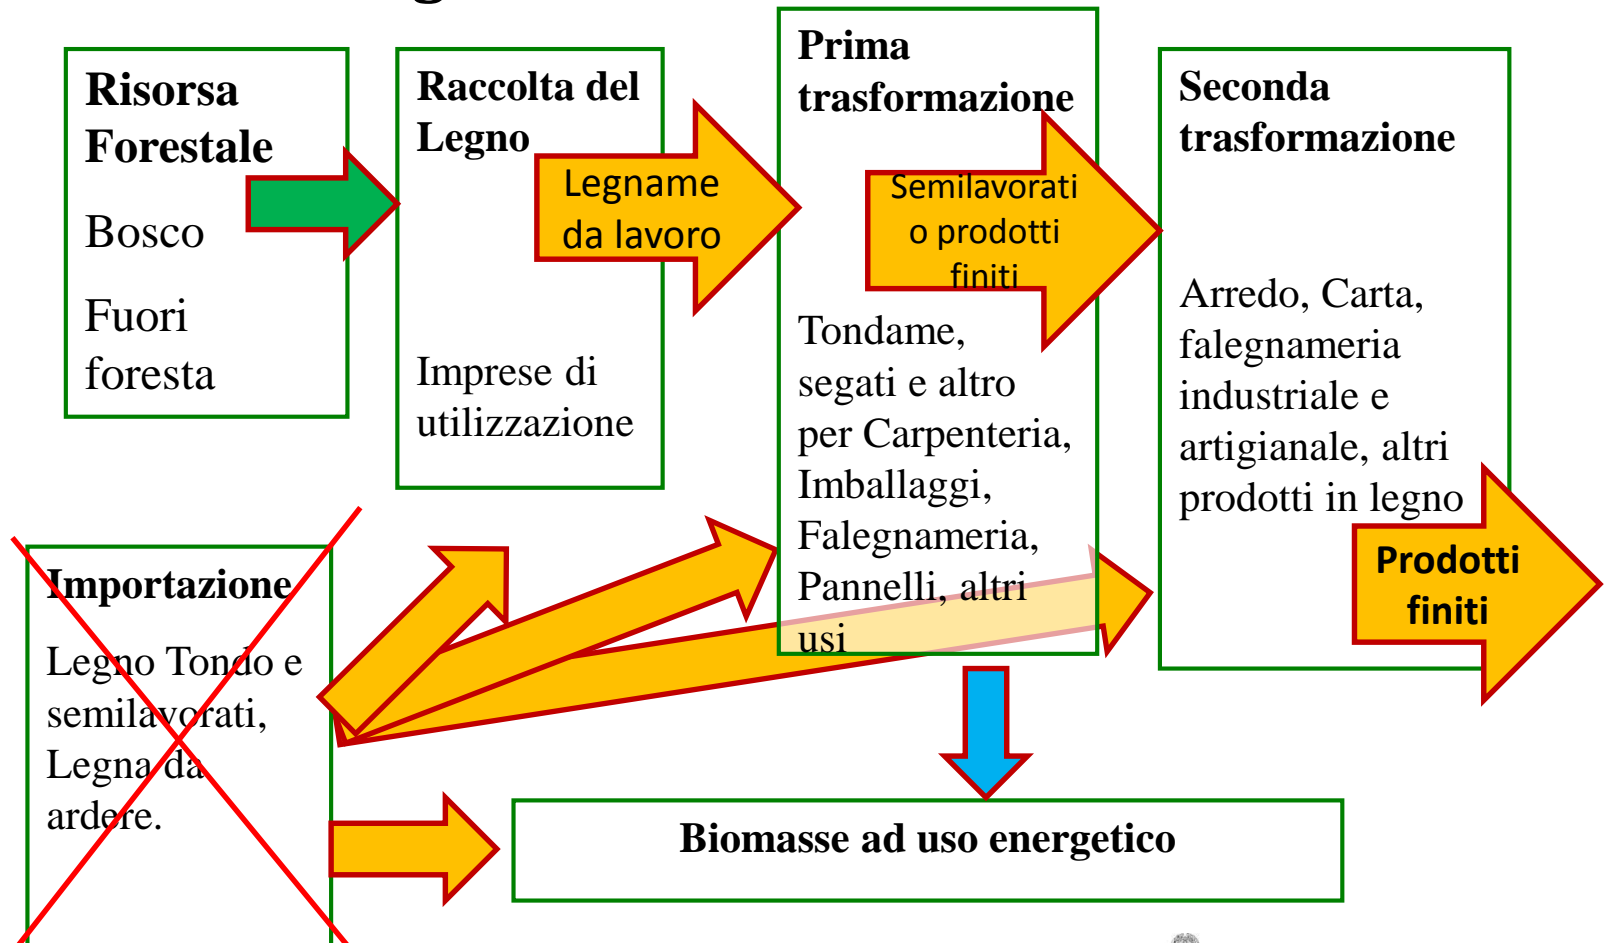 Risorsa
Forestale
Bosco
Fuori
foresta
Raccolta del
Legno
Legname
da lavoro
Imprese di
utilizzazione
Prima
trasformazione
Semilavorati
o prodotti
finiti
Tondame,
segati e altro
per Carpenteria,
Imballaggi,
Falegnameria,
Pannelli, altri
usi
Seconda
trasformazione
Arredo, Carta,
falegnameria
industriale e
artigianale, altri
prodotti in legno
Prodotti
finiti
Importazione
Legno Tondo e
semilavorati,
Legna da
ardere.
Biomasse ad uso energetico